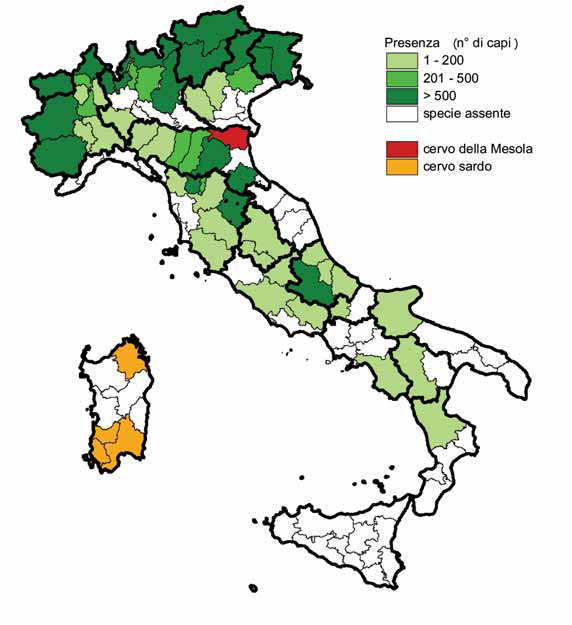 Presenza (n° di capi )
1 - 200
201 - 500
> 500
specie assente
cervo della Mesola
cervo sardo